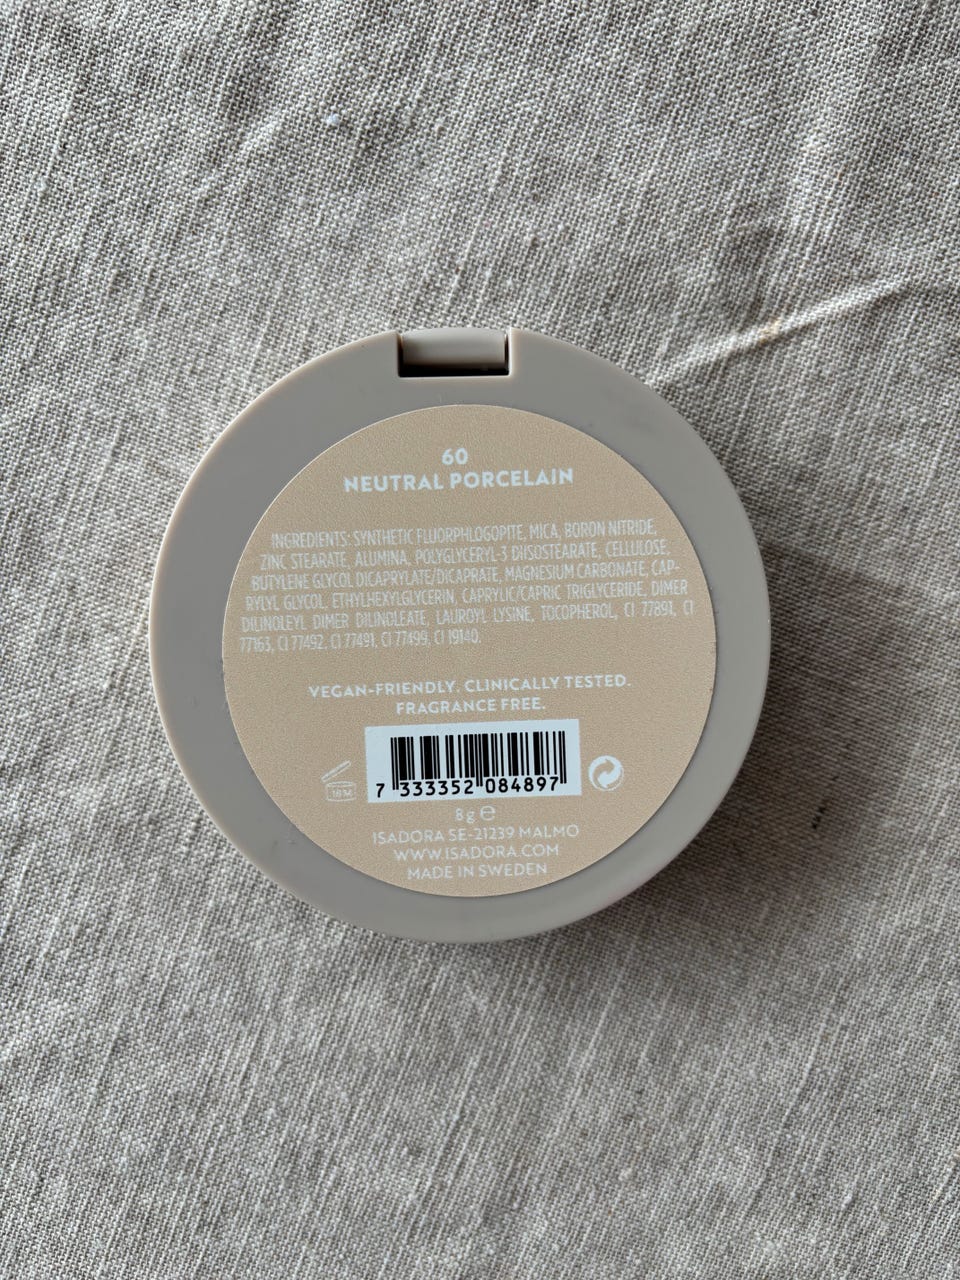 60
NEUTRAL PORCELAIN
INGREDIENTS: SYNTHETIC FLUORPHLOGOPITE, MICA, BORON NITRIDE,
ZINC STEARATE, ALUMINA, POLYGLYCERYL-3 DIISOSTEARATE, CELLULOSE,
BUTYLENE GLYCOL DICAPRYLATE/DICAPRATE, MAGNESIUM CARBONATE, CAP-
RYLYL GLYCOL, ETHYLHEXYLGLYCERIN, CAPRYLIC/CAPRIC TRIGLYCERIDE, DIMER
DILINOLEYL DIMER DILINOLEATE, LAUROYL LYSINE, TOCOPHEROL, CI 77891, CI
77163, CI 77492, CI 77491, CI 77499, CI 19140.
VEGAN-FRIENDLY. CLINICALLY TESTED.
FRAGRANCE FREE.
18 M
7 333352 084897
8 g ℮
ISADORA SE-21239 MALMO
WWW.ISADORA.COM
MADE IN SWEDEN